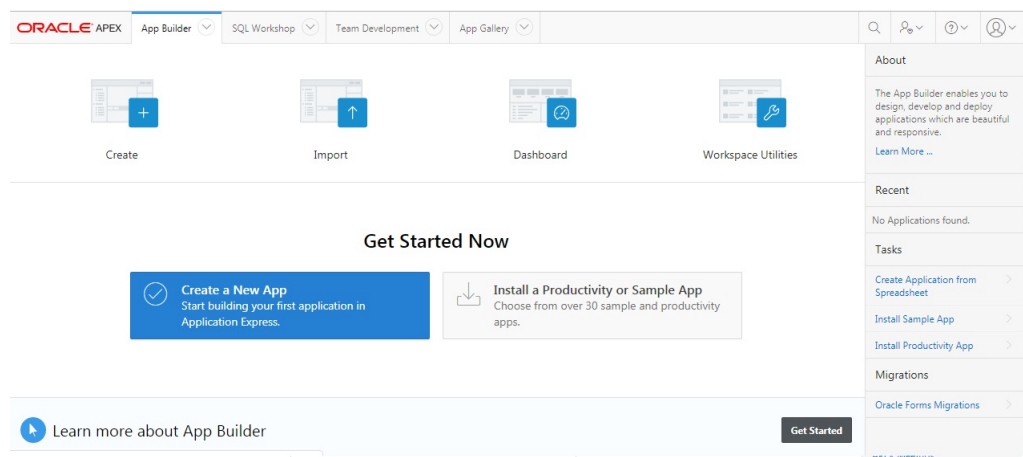 ORACLE APEX
App Builder
SQL Workshop
Team Development
App Gallery
Create
Import
Dashboard
Workspace Utilities
Get Started Now
Create a New App
Start building your first application in
Application Express.
Install a Productivity or Sample App
Choose from over 30 sample and productivity
apps.
Learn more about App Builder
Get Started
About
The App Builder enables you to
design, develop and deploy
applications which are beautiful
and responsive.
Learn More ...
Recent
No Applications found.
Tasks
Create Application from
Spreadsheet
Install Sample App
Install Productivity App
Migrations
Oracle Forms Migrations